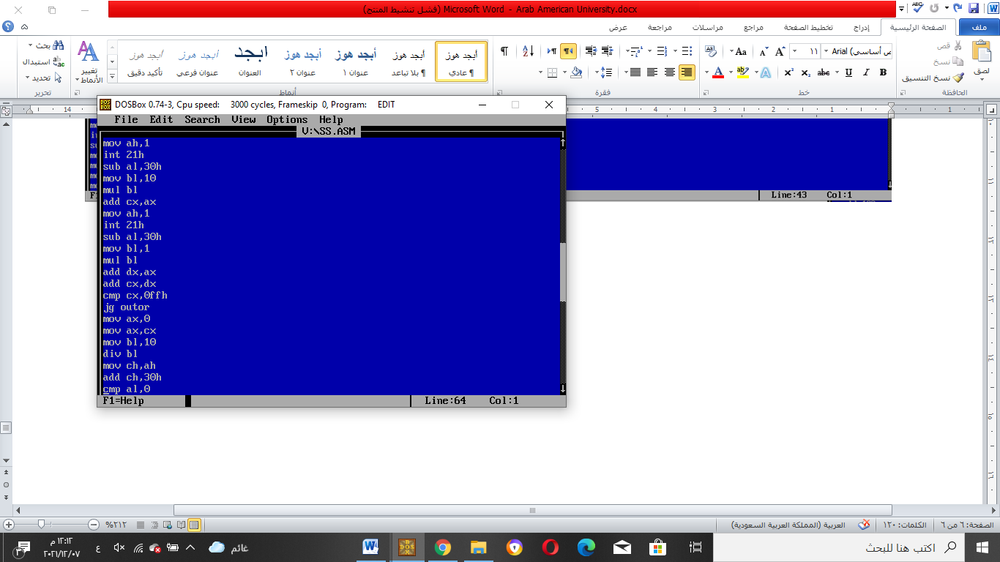 Microsoft Word - Arab American University.docx (فشل تنشيط المنتج)
ملف
الصفحة الرئيسية
إدراج
تخطيط الصفحة
مراجع
مراسلات
مراجعة
عرض
لصق
قص
نسخ
نسخ التنسيق
الحافظة
Arial (نص أساسي)
١١
Aa
B I U abc x₂ x²
خط
فقرة
أبجد هوز
¶ عادي
أبجد هوز
¶ بلا تباعد
أبجد هوز
عنوان ١
أبجد هوز
عنوان ٢
ابجد
العنوان
أبجد هوز
عنوان فرعي
أبجد هوز
تأكيد دقيق
تغيير الأنماط
أنماط
بحث
استبدال
تحديد
تحرير
DOSBox 0.74-3, Cpu speed: 3000 cycles, Frameskip 0, Program: EDIT
File Edit Search View Options Help
V:\SS.ASM
mov ah,1
int 21h
sub al,30h
mov bl,10
mul bl
add cx,ax
mov ah,1
int 21h
sub al,30h
mov bl,1
mul bl
add dx,ax
add cx,dx
cmp cx,0ffh
jg outor
mov ax,0
mov ax,cx
mov bl,10
div bl
mov ch,ah
add ch,30h
cmp al,0
F1=Help
Line:64 Col:1
Line:43 Col:1
الصفحة: ٦ من ٦
الكلمات: ١٢٠
العربية (المملكة العربية السعودية)
٢١٢%
اكتب هنا للبحث
غائم
ع
١٢:١٢ م
٢٠٢١/١٢/٠٧
٣